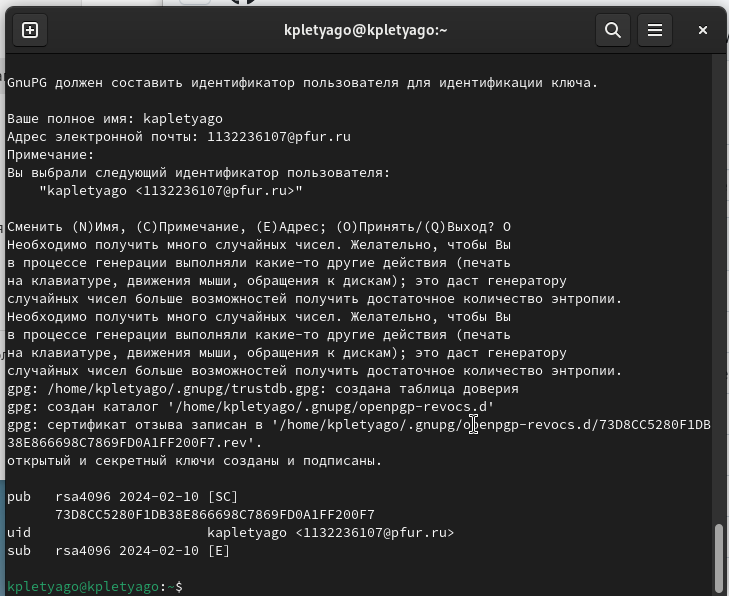 kpletyago@kpletyago:~
GnuPG должен составить идентификатор пользователя для идентификации ключа.
Ваше полное имя: kapletyago
Адрес электронной почты: 1132236107@pfur.ru
Примечание:
Вы выбрали следующий идентификатор пользователя:
"kapletyago <1132236107@pfur.ru>"
Сменить (N)Имя, (C)Примечание, (E)Адрес; (O)Принять/(Q)Выход? O
Необходимо получить много случайных чисел. Желательно, чтобы Вы
в процессе генерации выполняли какие-то другие действия (печать
на клавиатуре, движения мыши, обращения к дискам); это даст генератору
случайных чисел больше возможностей получить достаточное количество энтропии.
Необходимо получить много случайных чисел. Желательно, чтобы Вы
в процессе генерации выполняли какие-то другие действия (печать
на клавиатуре, движения мыши, обращения к дискам); это даст генератору
случайных чисел больше возможностей получить достаточное количество энтропии.
gpg: /home/kpletyago/.gnupg/trustdb.gpg: создана таблица доверия
gpg: создан каталог '/home/kpletyago/.gnupg/openpgp-revocs.d'
gpg: сертификат отзыва записан в '/home/kpletyago/.gnupg/openpgp-revocs.d/73D8CC5280F1DB
38E866698C7869FD0A1FF200F7.rev'.
открытый и секретный ключи созданы и подписаны.
pub   rsa4096 2024-02-10 [SC]
73D8CC5280F1DB38E866698C7869FD0A1FF200F7
uid                      kapletyago <1132236107@pfur.ru>
sub   rsa4096 2024-02-10 [E]
kpletyago@kpletyago:~$